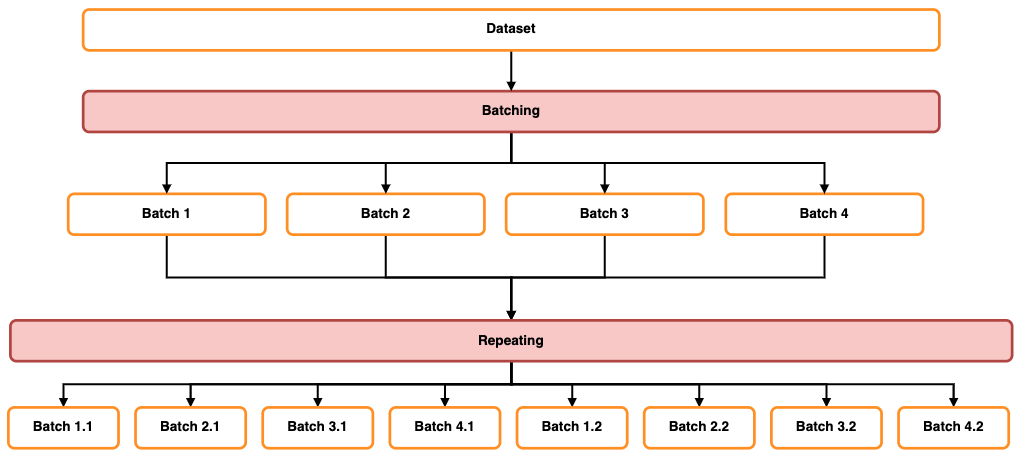 Dataset
Batching
Batch 1
Batch 2
Batch 3
Batch 4
Repeating
Batch 1.1
Batch 2.1
Batch 3.1
Batch 4.1
Batch 1.2
Batch 2.2
Batch 3.2
Batch 4.2